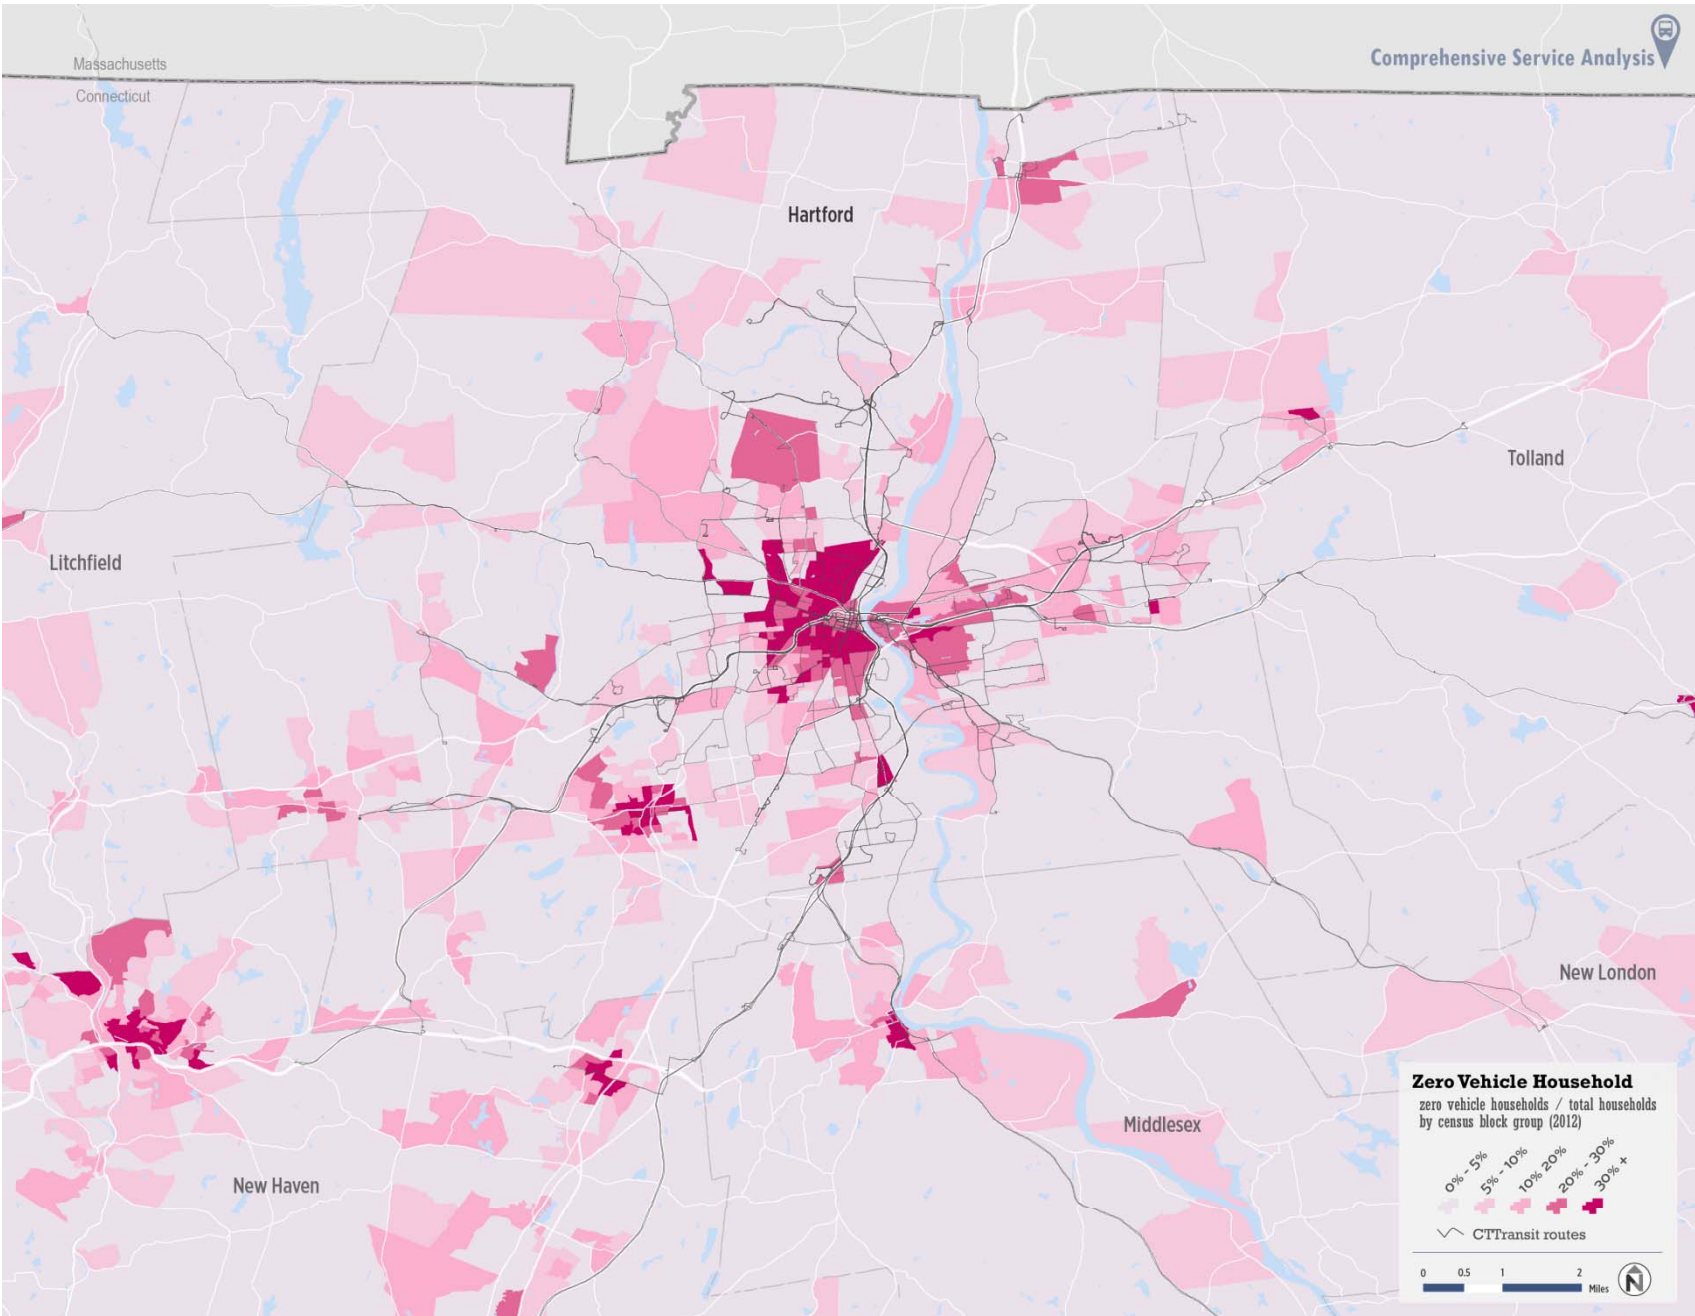 Massachusetts
Connecticut
Comprehensive Service Analysis
Hartford
Tolland
Litchfield
New London
Middlesex
New Haven
Zero Vehicle Household
zero vehicle households / total households
by census block group (2012)
0% - 5%
5% - 10%
10% 20%
20% - 30%
30% +
CTTransit routes
0 0.5 1 2 Miles
N